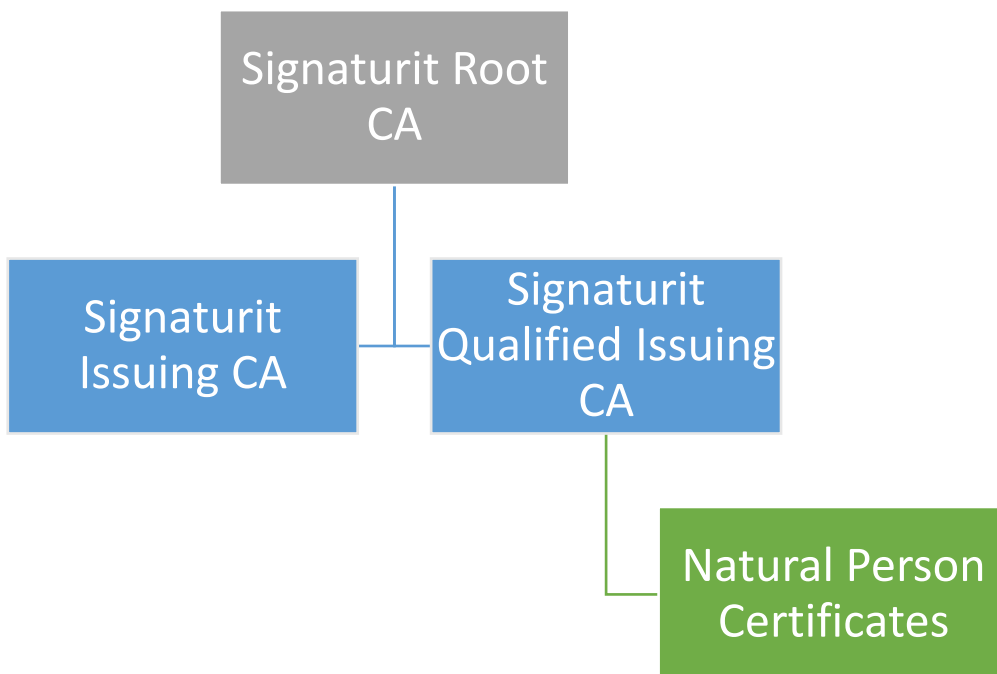 Signaturit Root
CA
Signaturit
Issuing CA
Signaturit
Qualified Issuing
CA
Natural Person
Certificates